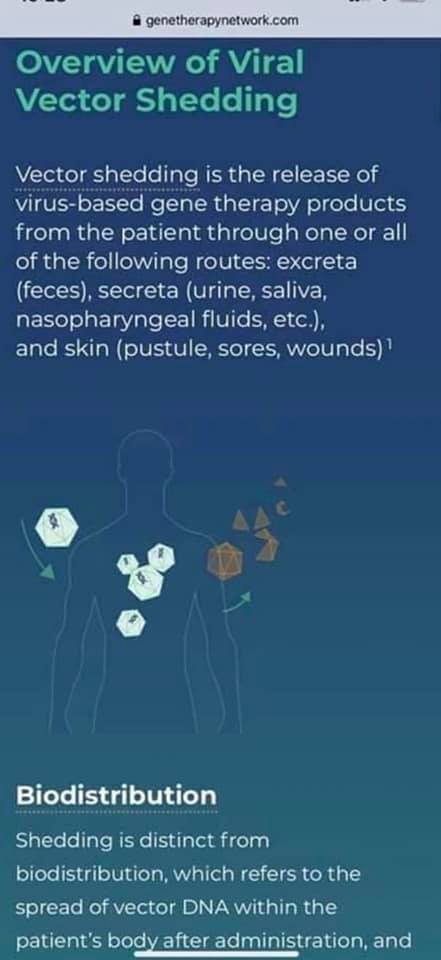 genetherapynetwork.com
Overview of Viral
Vector Shedding
Vector shedding is the release of
virus-based gene therapy products
from the patient through one or all
of the following routes: excreta
(feces), secreta (urine, saliva,
nasopharyngeal fluids, etc.),
and skin (pustule, sores, wounds)¹
Biodistribution
Shedding is distinct from
biodistribution, which refers to the
spread of vector DNA within the
patient's body after administration, and